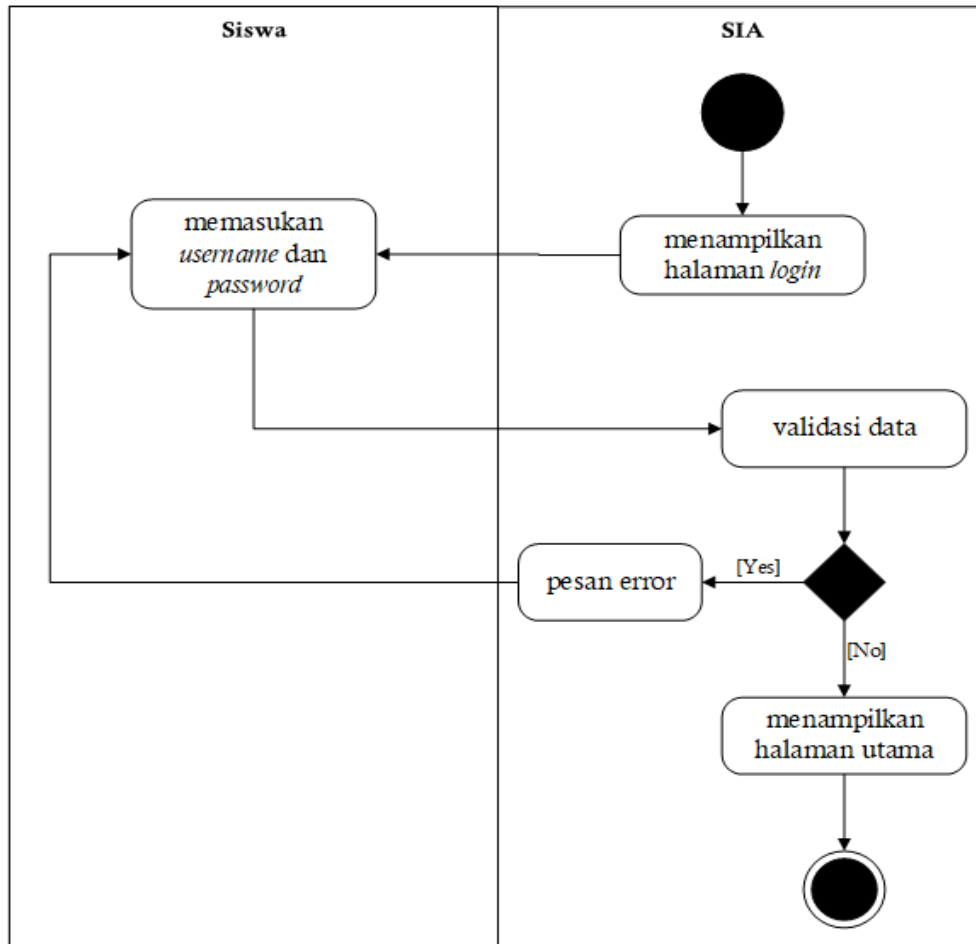 Siswa
SIA
memasukan
username dan
password
menampilkan
halaman login
validasi data
pesan error
[Yes]
[No]
menampilkan
halaman utama